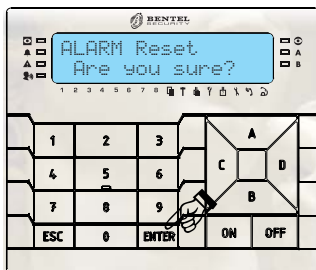 BENTEL
SECURITY
ALARM Reset
A
Are you sure?
B
1 2 3 4 5 6 7 8
1 2 3
A
4 5 6
C D
7 8 9
B
ESC 0 ENTER ON OFF